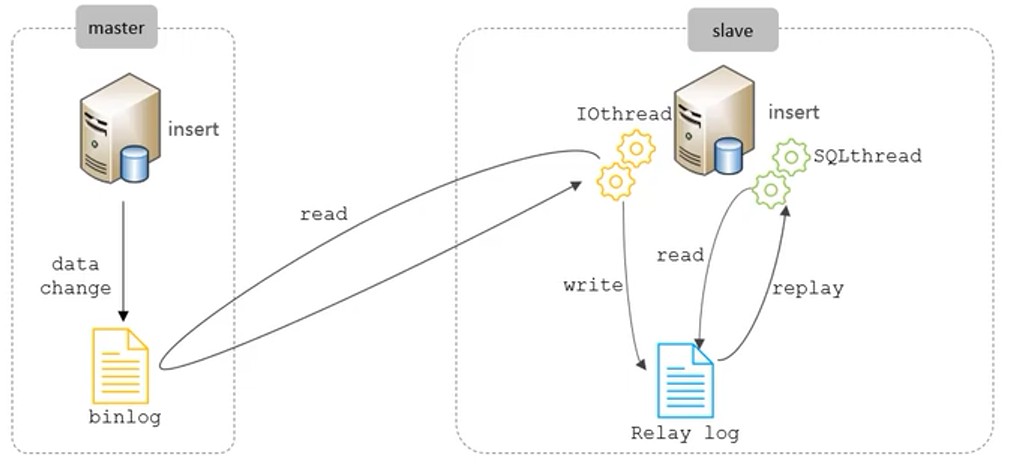 master
slave
insert
IOthread
insert
SQLthread
read
data
change
read
write
replay
binlog
Relay log